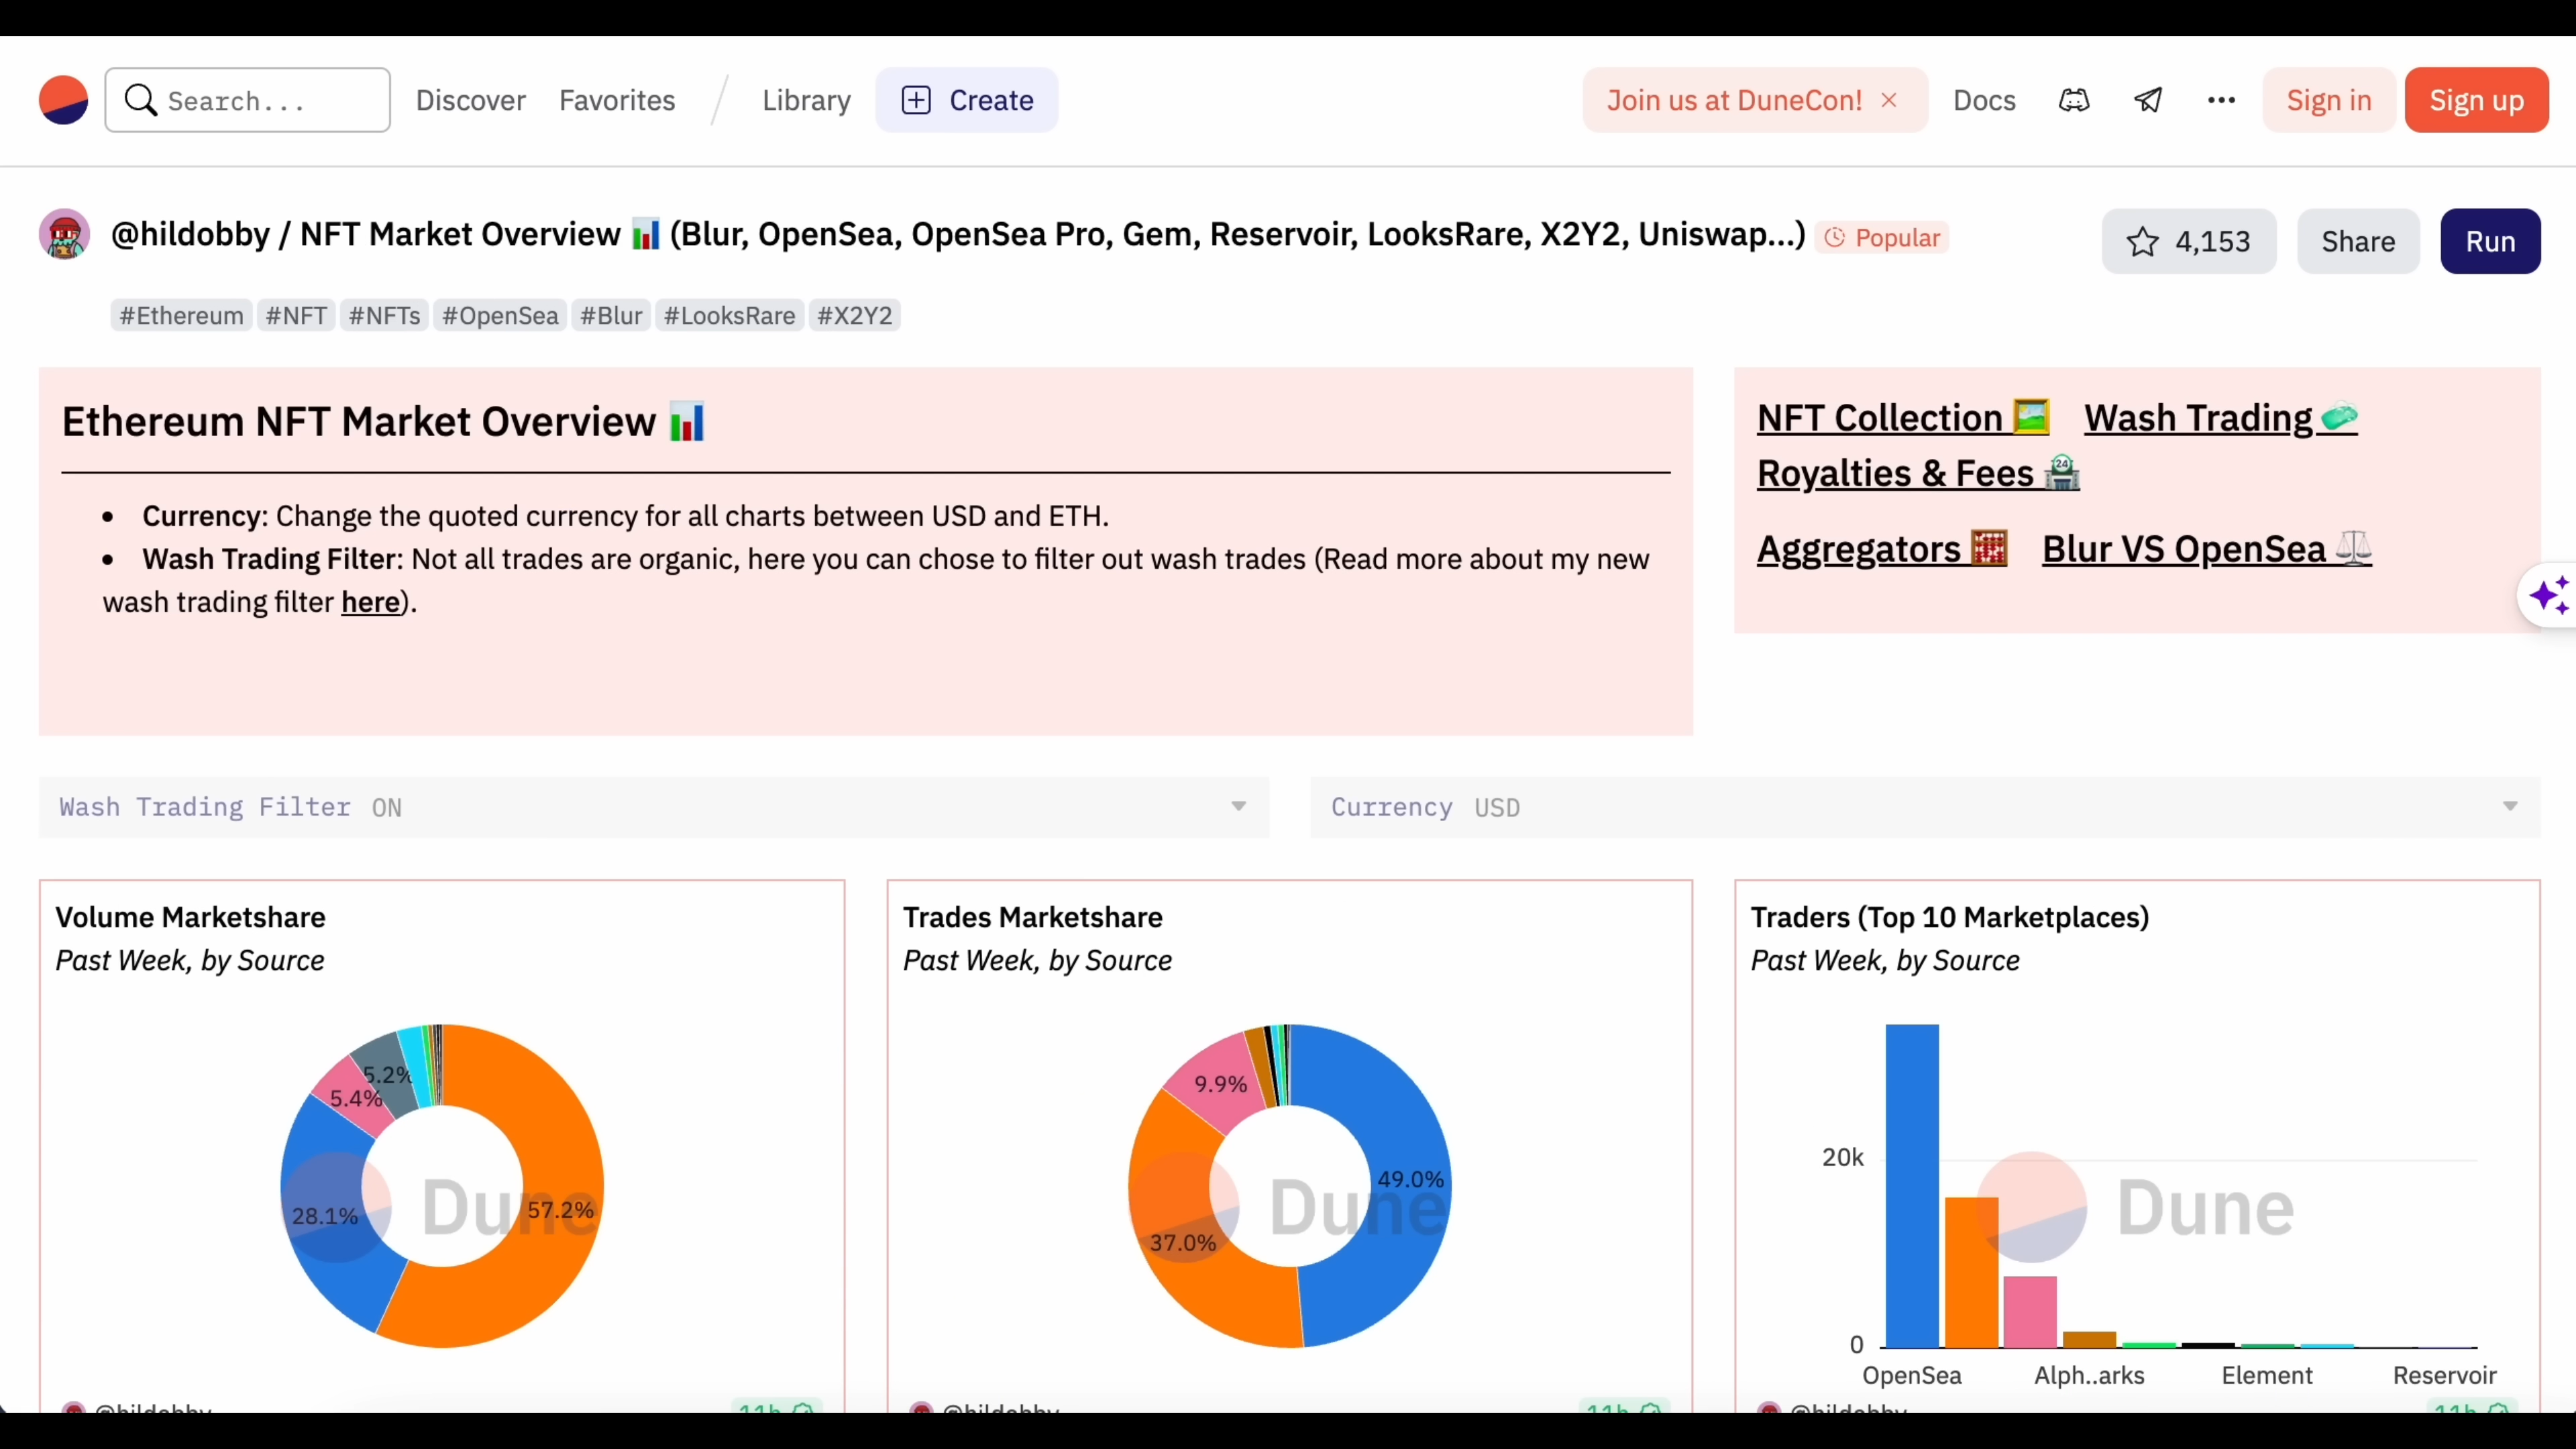 Search...
Discover
Favorites
Library
Create
Join us at DuneCon! ×
Docs
Sign in
Sign up
@hildobby / NFT Market Overview 📊 (Blur, OpenSea, OpenSea Pro, Gem, Reservoir, LooksRare, X2Y2, Uniswap...)
Popular
4,153
Share
Run
#Ethereum #NFT #NFTs #OpenSea #Blur #LooksRare #X2Y2
Ethereum NFT Market Overview 📊
• Currency: Change the quoted currency for all charts between USD and ETH.
• Wash Trading Filter: Not all trades are organic, here you can chose to filter out wash trades (Read more about my new
wash trading filter here).
NFT Collection 🖼️ Wash Trading 🧼
Royalties & Fees 🏪
Aggregators 🧮 Blur VS OpenSea ⚖️
Wash Trading Filter ON
Currency USD
Volume Marketshare
Past Week, by Source
5.2%
5.4%
28.1%
57.2%
Dune
Trades Marketshare
Past Week, by Source
9.9%
49.0%
37.0%
Dune
Traders (Top 10 Marketplaces)
Past Week, by Source
20k
0
Dune
OpenSea
Alph..arks
Element
Reservoir
@hildobby
11h
@hildobby
11h
@hildobby
11h